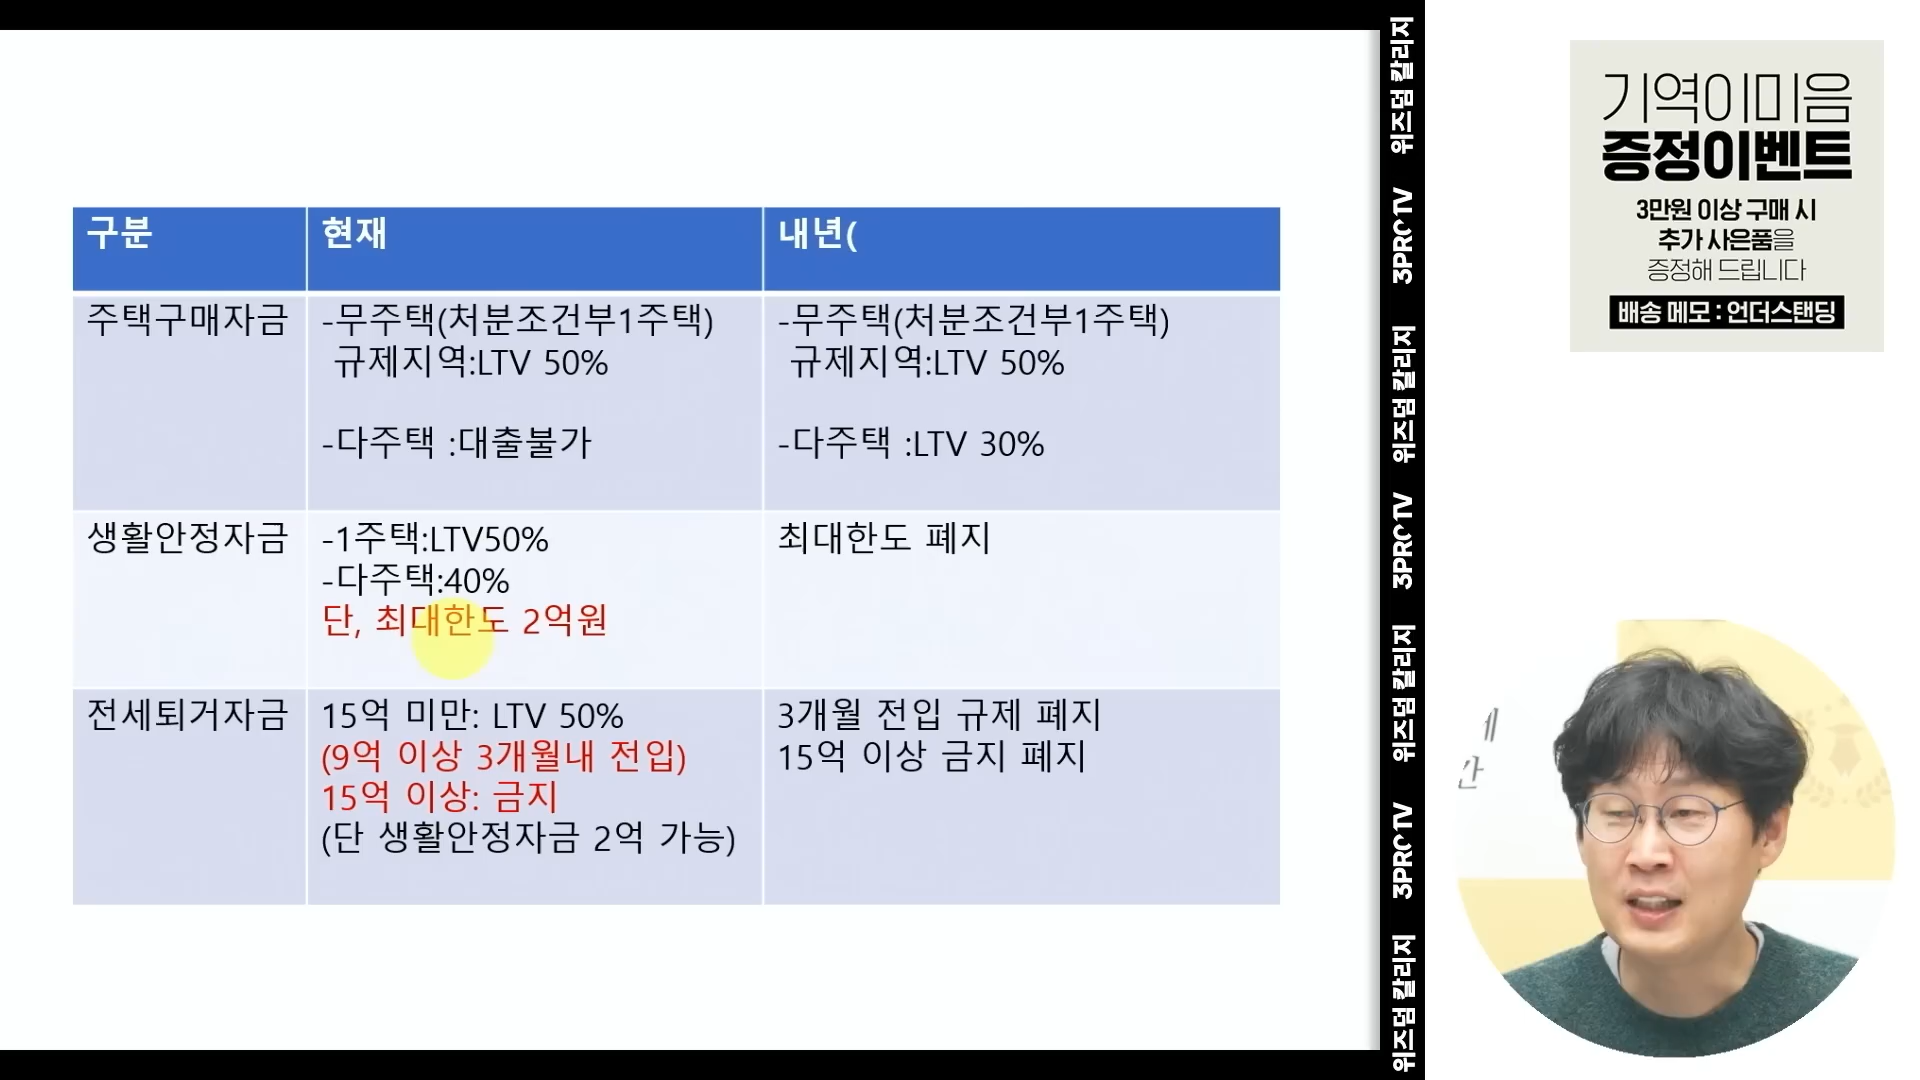 구분
현재
내년(
주택구매자금
-무주택(처분조건부1주택)
규제지역:LTV 50%
-다주택 :대출불가
-무주택(처분조건부1주택)
규제지역:LTV 50%
-다주택 :LTV 30%
생활안정자금
-1주택:LTV50%
-다주택:40%
단, 최대한도 2억원
최대한도 폐지
전세퇴거자금
15억 미만: LTV 50%
(9억 이상 3개월내 전입)
15억 이상: 금지
(단 생활안정자금 2억 가능)
3개월 전입 규제 폐지
15억 이상 금지 폐지
위즈덤 칼리지
3PROTV
위즈덤 칼리지
3PROTV
위즈덤 칼리지
3PROTV
위즈덤 칼리지
기역이미음
증정이벤트
3만원 이상 구매 시
추가 사은품을
증정해 드립니다
배송 메모 : 언더스탠딩